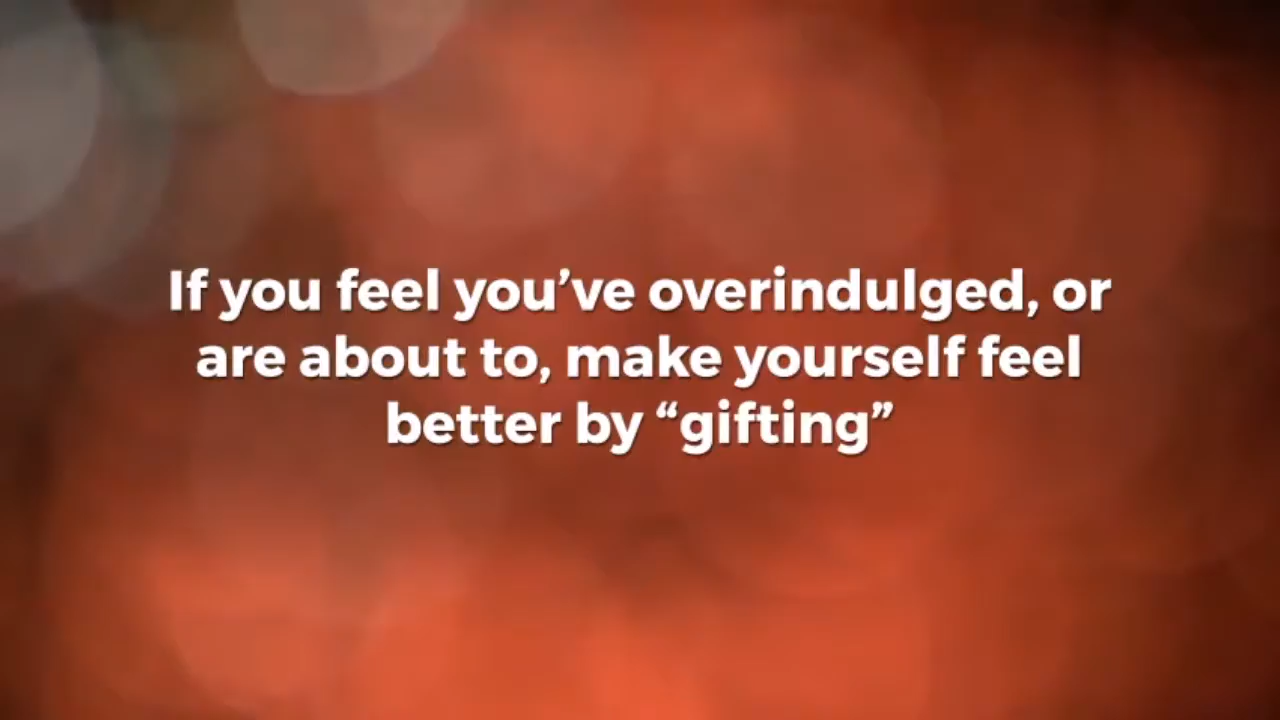 If you feel you’ve overindulged, or
are about to, make yourself feel
better by “gifting”